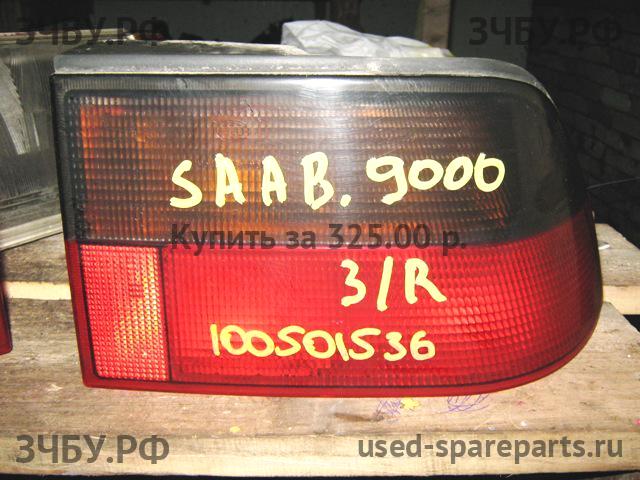 ЗЧБУ.РФ ЗЧБУ.РФ
SAAB. 9000
Купить за 325.00 р.
3/R
100501536
ЗЧБУ.РФ used-spareparts.ru